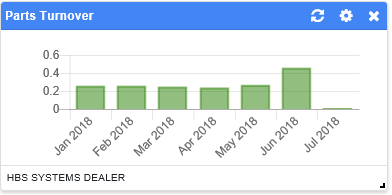 Parts Turnover
0.6
0.4
0.2
0
Jan 2018
Feb 2018
Mar 2018
Apr 2018
May 2018
Jun 2018
Jul 2018
HBS SYSTEMS DEALER